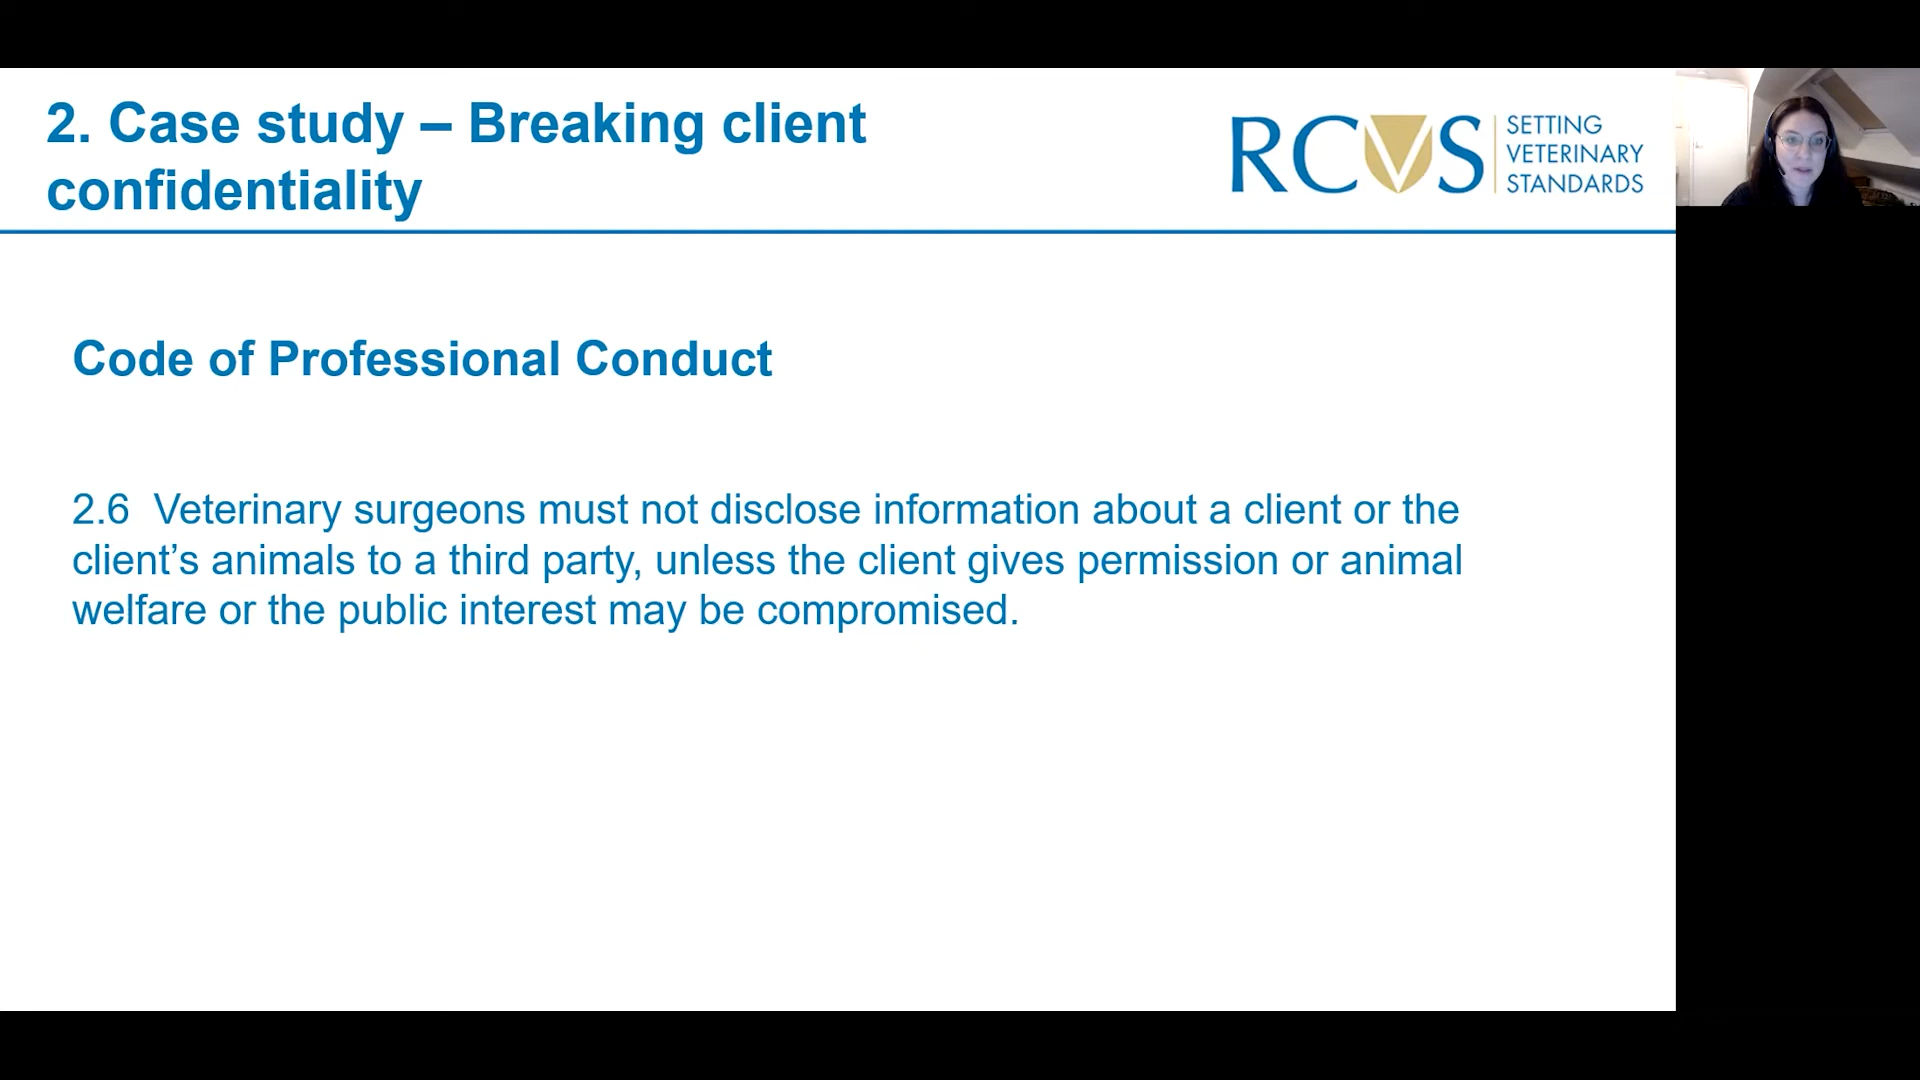 2. Case study – Breaking client
confidentiality
RCVS
SETTING
VETERINARY
STANDARDS
Code of Professional Conduct
2.6 Veterinary surgeons must not disclose information about a client or the
client’s animals to a third party, unless the client gives permission or animal
welfare or the public interest may be compromised.